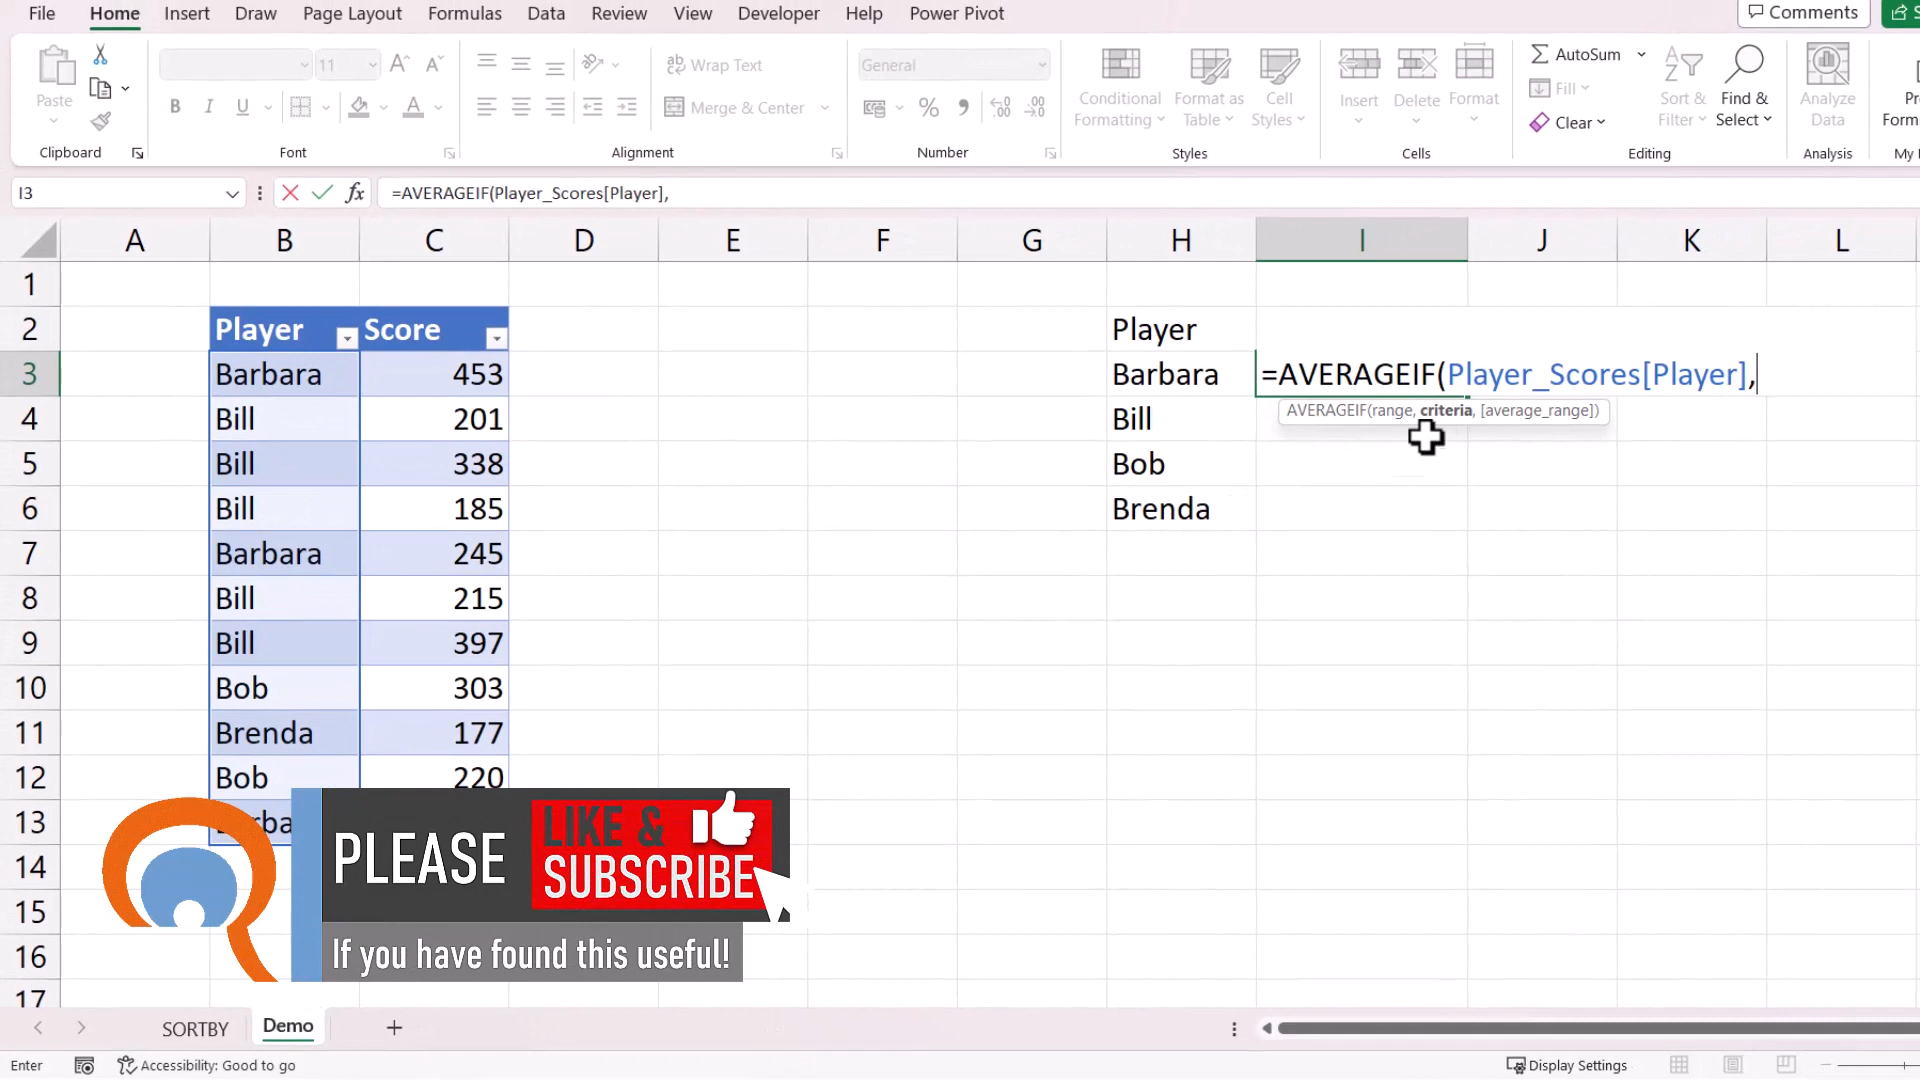 File Home Insert Draw Page Layout Formulas Data Review View Developer Help Power Pivot Comments
Paste
11
Wrap Text
Merge & Center
General
Conditional Formatting
Format as Table
Cell Styles
Insert
Delete
Format
AutoSum
Fill
Clear
Sort & Filter
Find & Select
Analyze Data
Clipboard Font Alignment Number Styles Cells Editing Analysis
I3 fx =AVERAGEIF(Player_Scores[Player],
A B C D E F G H I J K L
1
2 Player Score Player
3 Barbara 453 Barbara =AVERAGEIF(Player_Scores[Player],
AVERAGEIF(range, criteria, [average_range])
4 Bill 201 Bill
5 Bill 338 Bob
6 Bill 185 Brenda
7 Barbara 245
8 Bill 215
9 Bill 397
10 Bob 303
11 Brenda 177
12 Bob 220
13
14
15
16
17
PLEASE
LIKE &
SUBSCRIBE
If you have found this useful!
SORTBY Demo
Enter Accessibility: Good to go Display Settings